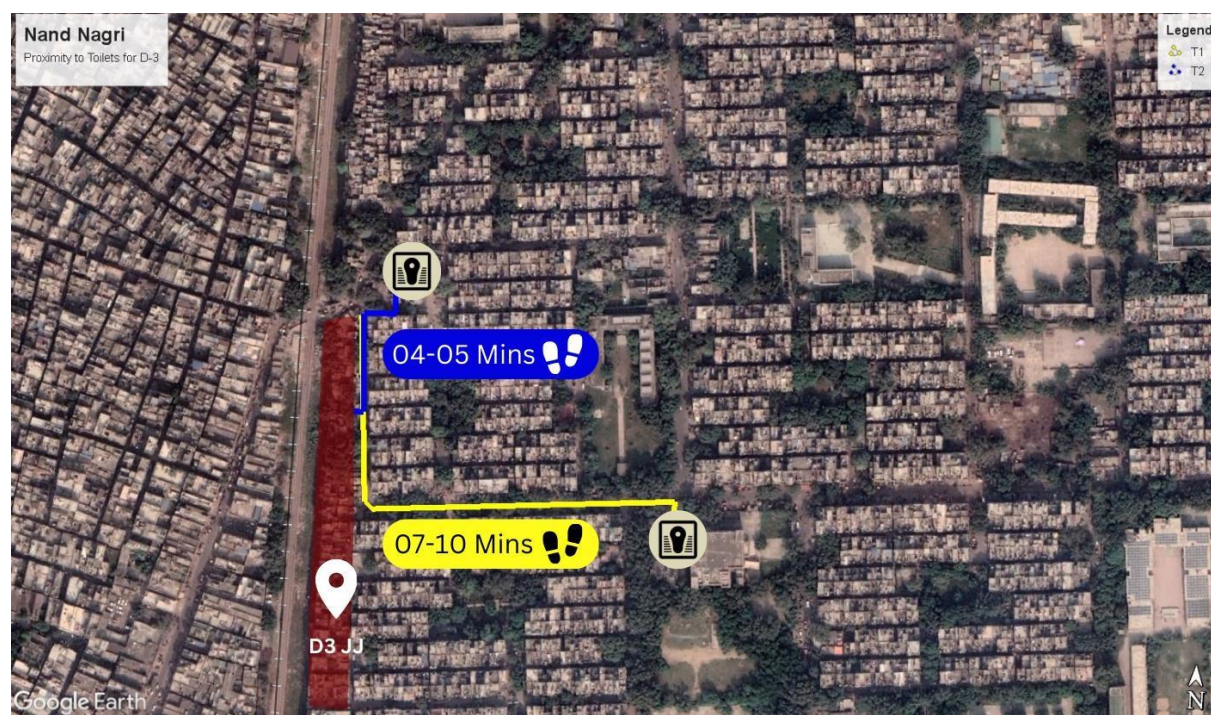 Nand Nagri
Proximity to Toilets for D-3
Legend
T1
T2
04-05 Mins
07-10 Mins
D3 JJ
Google Earth
N